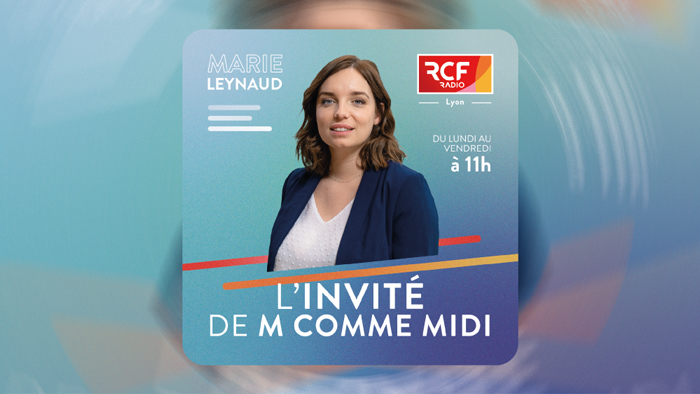 MARIE
LEYNAUD
RCF
RADIO
Lyon
DU LUNDI AU
VENDREDI
à 11h
L'INVITÉ
DE M COMME MIDI